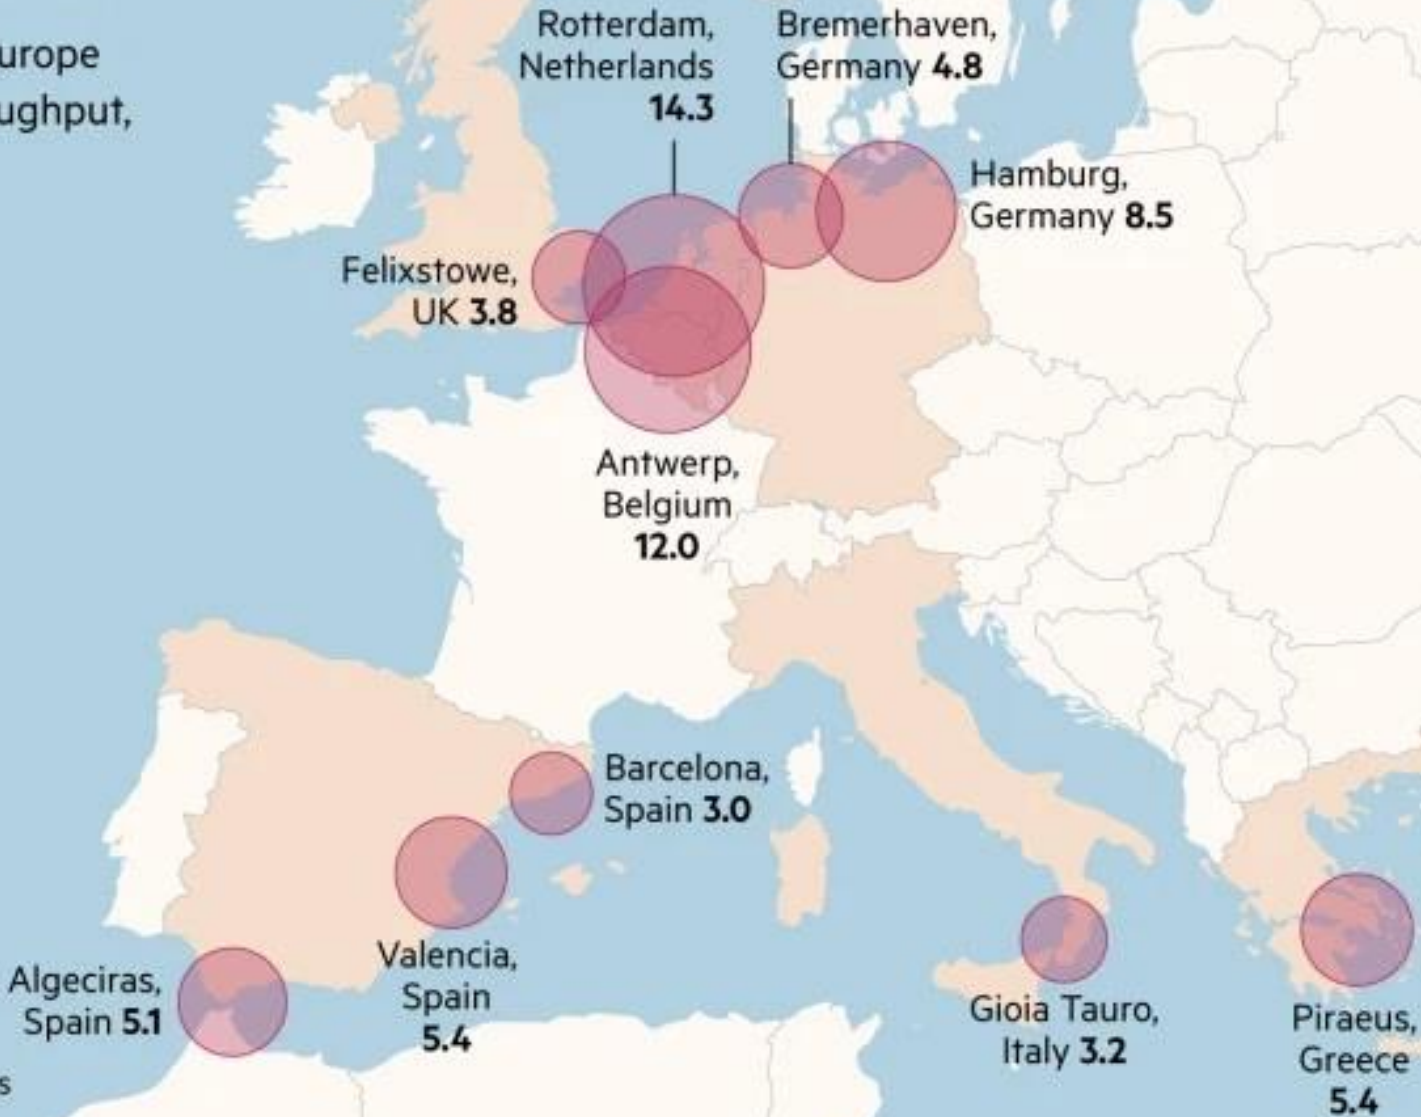 urope
ughput,
Rotterdam,
Netherlands
14.3
Bremerhaven,
Germany 4.8
Hamburg,
Germany 8.5
Felixstowe,
UK 3.8
Antwerp,
Belgium
12.0
Barcelona,
Spain 3.0
Valencia,
Spain
5.4
Algeciras,
Spain 5.1
Gioia Tauro,
Italy 3.2
Piraeus,
Greece
5.4
s